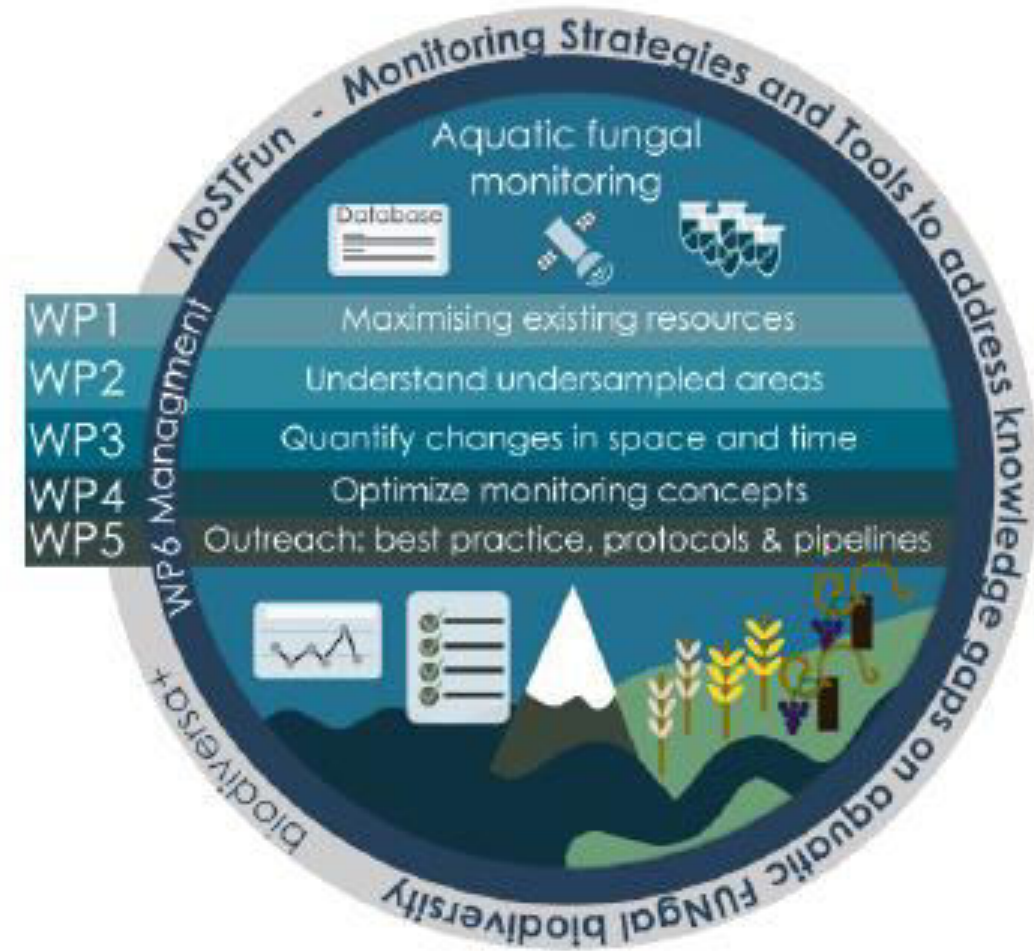 MoSTFun - Monitoring Strategies and Tools to address knowledge gaps on aquatic FUNgal biodiversity
Aquatic fungal
monitoring
Database
WP1 Maximising existing resources
WP2 Understand undersampled areas
WP3 Quantify changes in space and time
WP4 Optimize monitoring concepts
WP5 Outreach: best practice, protocols & pipelines
WP6 Managment
biodiversa+